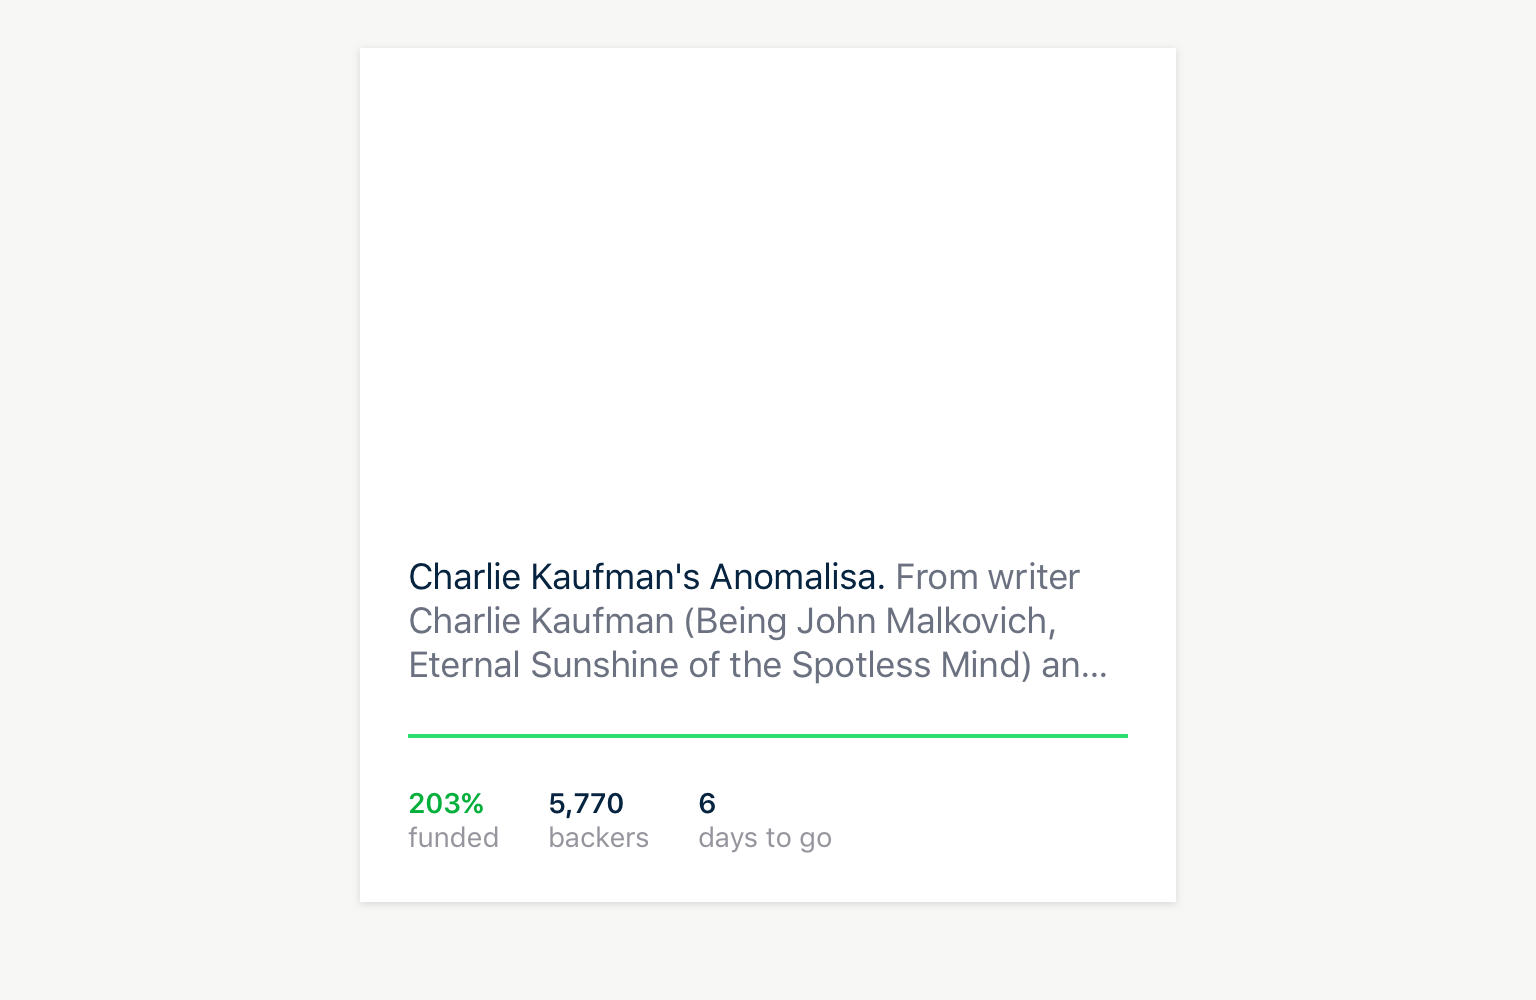 Charlie Kaufman's Anomalisa. From writer
Charlie Kaufman (Being John Malkovich,
Eternal Sunshine of the Spotless Mind) an...
203% 5,770 6
funded backers days to go